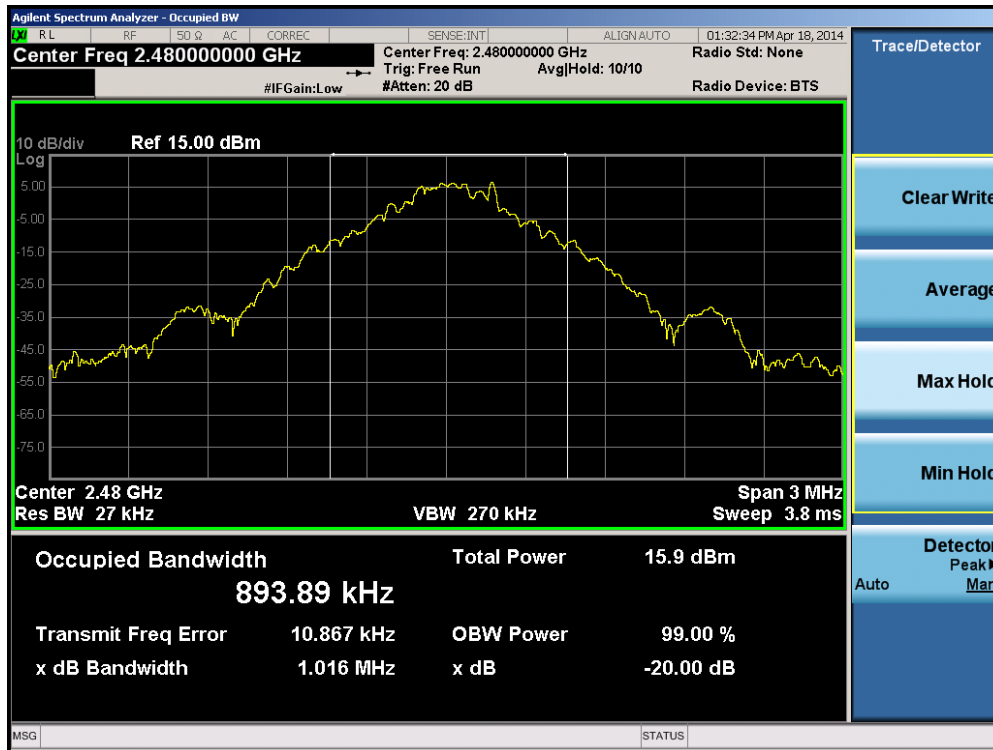 Agilent Spectrum Analyzer - Occupied BW
LXI RL RF 50 Ω AC CORREC SENSE:INT ALIGN AUTO 01:32:34 PM Apr 18, 2014
Center Freq 2.480000000 GHz
Center Freq: 2.480000000 GHz Radio Std: None
Trig: Free Run Avg|Hold: 10/10
#IFGain:Low #Atten: 20 dB Radio Device: BTS
10 dB/div Ref 15.00 dBm
Log
5.00
-5.00
-15.0
-25.0
-35.0
-45.0
-55.0
-65.0
-75.0
Center 2.48 GHz Span 3 MHz
Res BW 27 kHz VBW 270 kHz Sweep 3.8 ms
Occupied Bandwidth Total Power 15.9 dBm
893.89 kHz
Transmit Freq Error 10.867 kHz OBW Power 99.00 %
x dB Bandwidth 1.016 MHz x dB -20.00 dB
MSG STATUS
Trace/Detector
Clear Write
Average
Max Hold
Min Hold
Detector
Peak
Auto Man